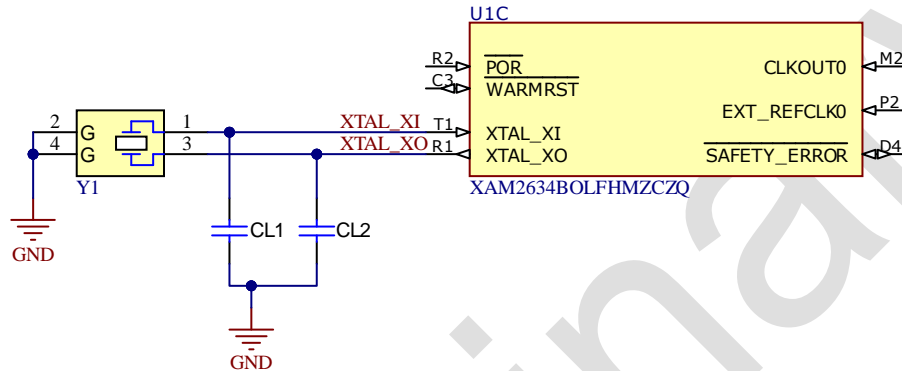 U1C
R2 POR CLKOUT0 M2
C3 WARMRST
EXT_REFCLK0 P2
2 G 1 XTAL_XI T1 XTAL_XI
4 G 3 XTAL_XO R1 XTAL_XO SAFETY_ERROR D4
Y1 XAM2634BOLFHMZCZQ
CL1 CL2
GND
GND